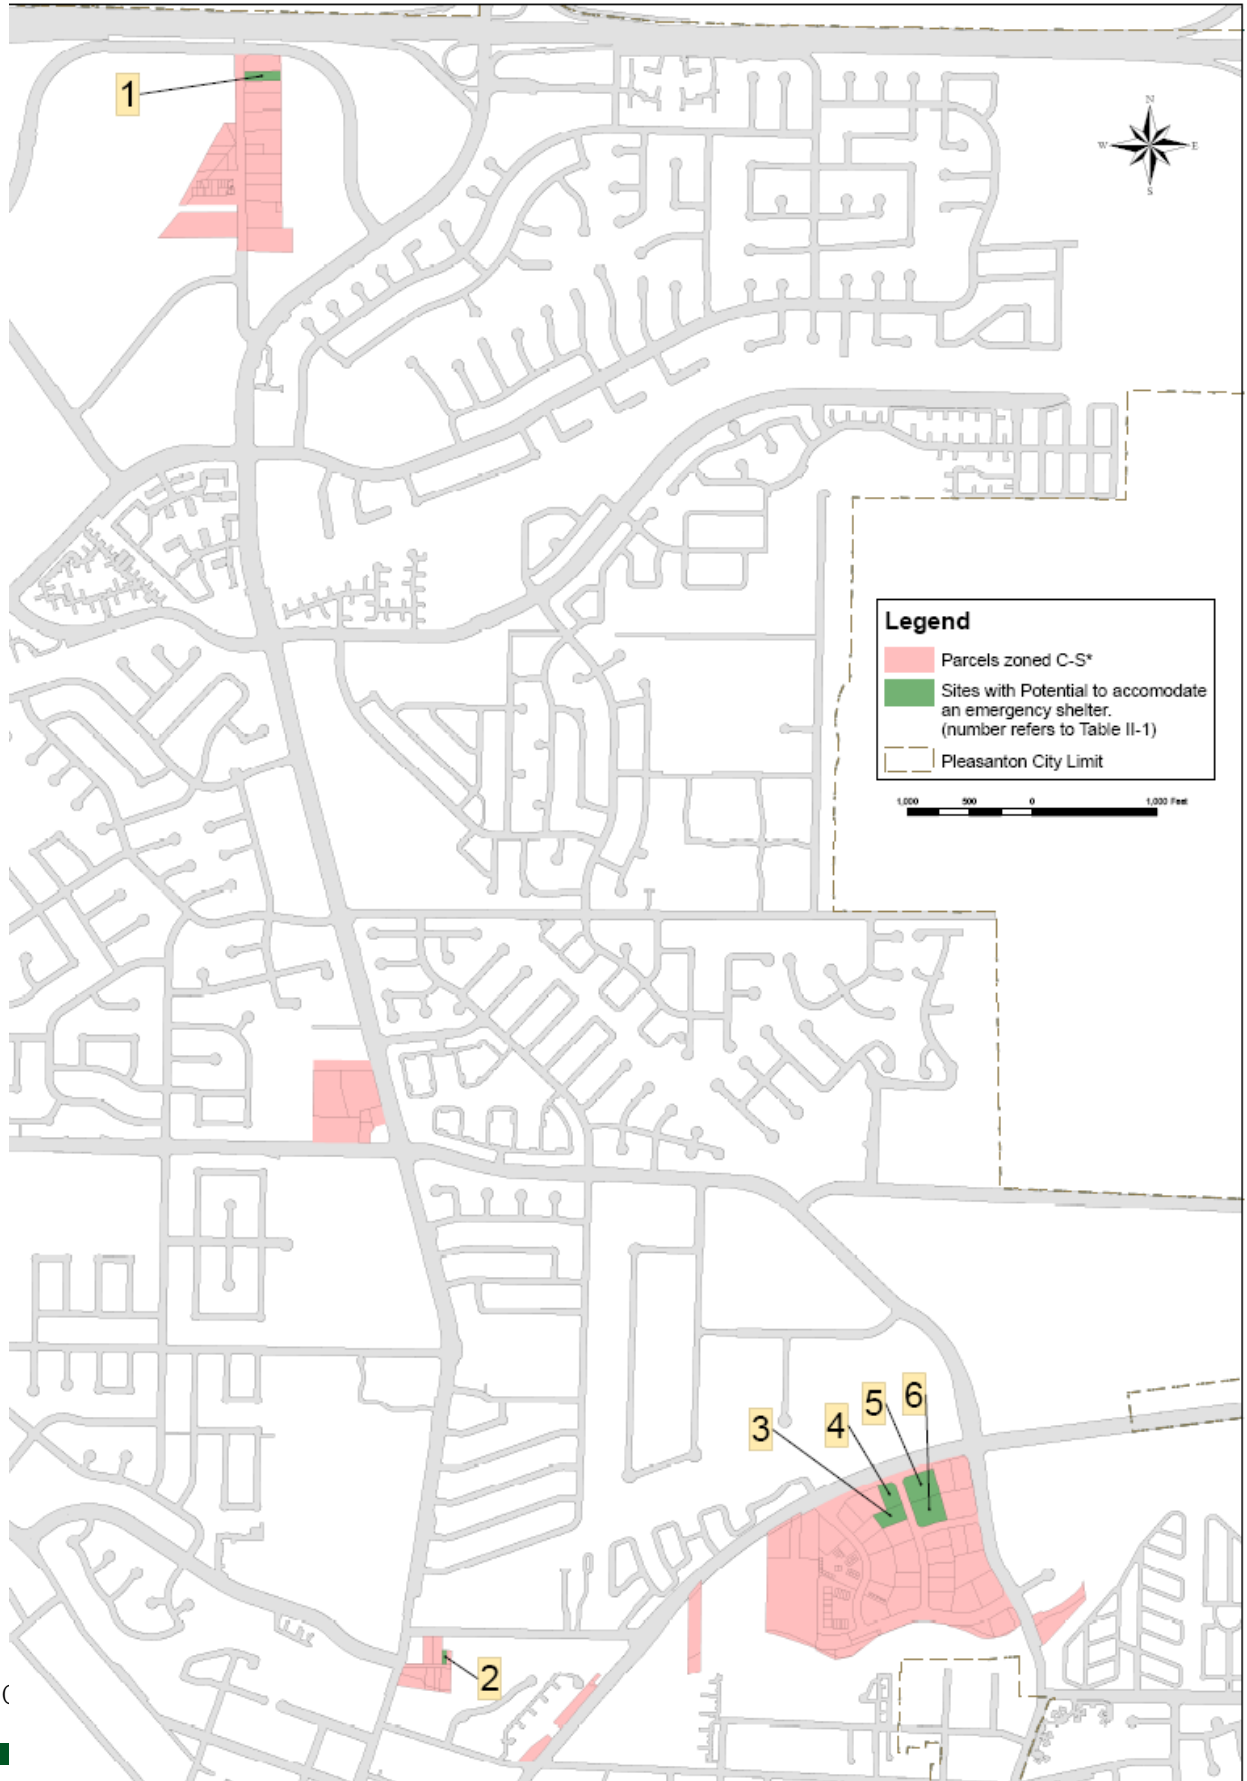 1
N
W
E
S
Legend
Parcels zoned C-S*
Sites with Potential to accomodate
an emergency shelter.
(number refers to Table II-1)
Pleasanton City Limit
1,000 500 0 1,000 Feet
6
5
4
3
2